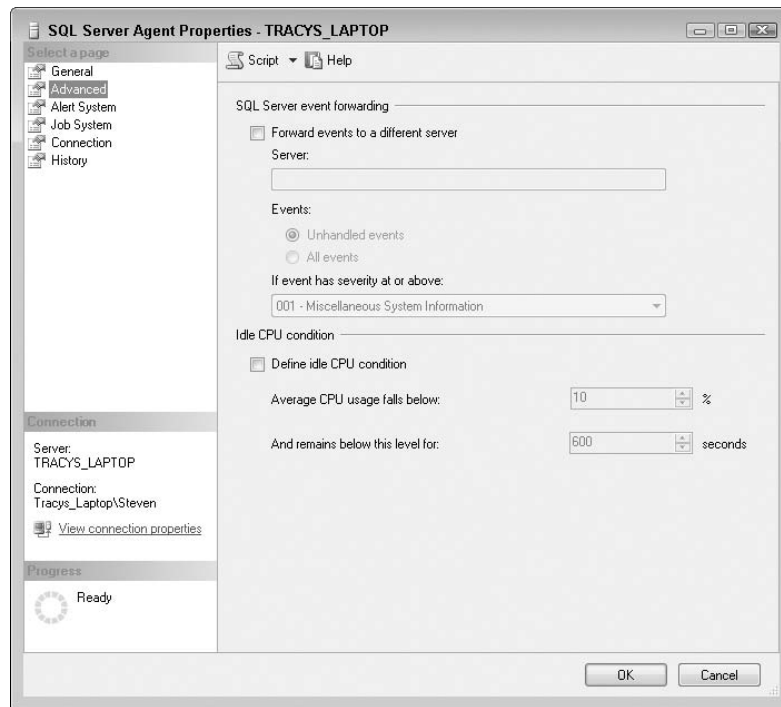 SQL Server Agent Properties - TRACYS_LAPTOP
Select a page
General
Advanced
Alert System
Job System
Connection
History
Script Help
SQL Server event forwarding
Forward events to a different server
Server:
Events:
Unhandled events
All events
If event has severity at or above:
001 - Miscellaneous System Information
Idle CPU condition
Define idle CPU condition
Average CPU usage falls below: 10 %
And remains below this level for: 600 seconds
Connection
Server:
TRACYS_LAPTOP
Connection:
Tracys_Laptop\Steven
View connection properties
Progress
Ready
OK Cancel